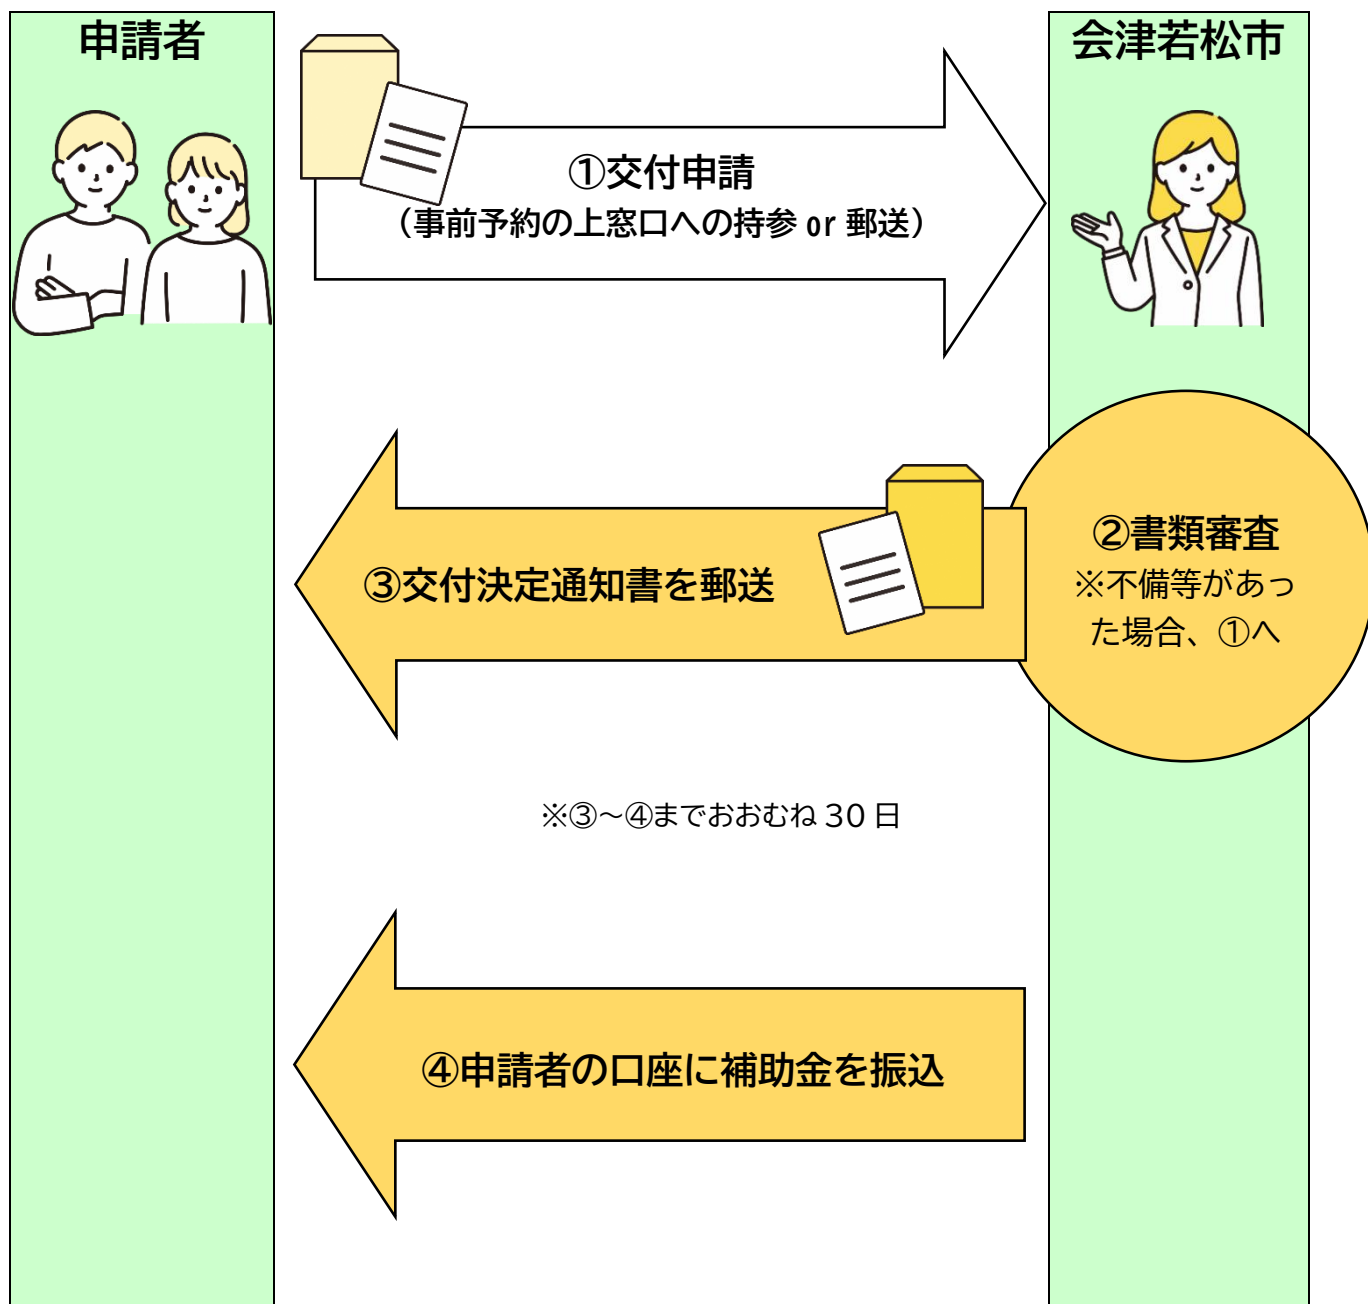 申請者
会津若松市
①交付申請
（事前予約の上窓口への持参 or 郵送）
②書類審査
※不備等があっ
た場合、①へ
③交付決定通知書を郵送
※③～④までおおむね 30 日
④申請者の口座に補助金を振込